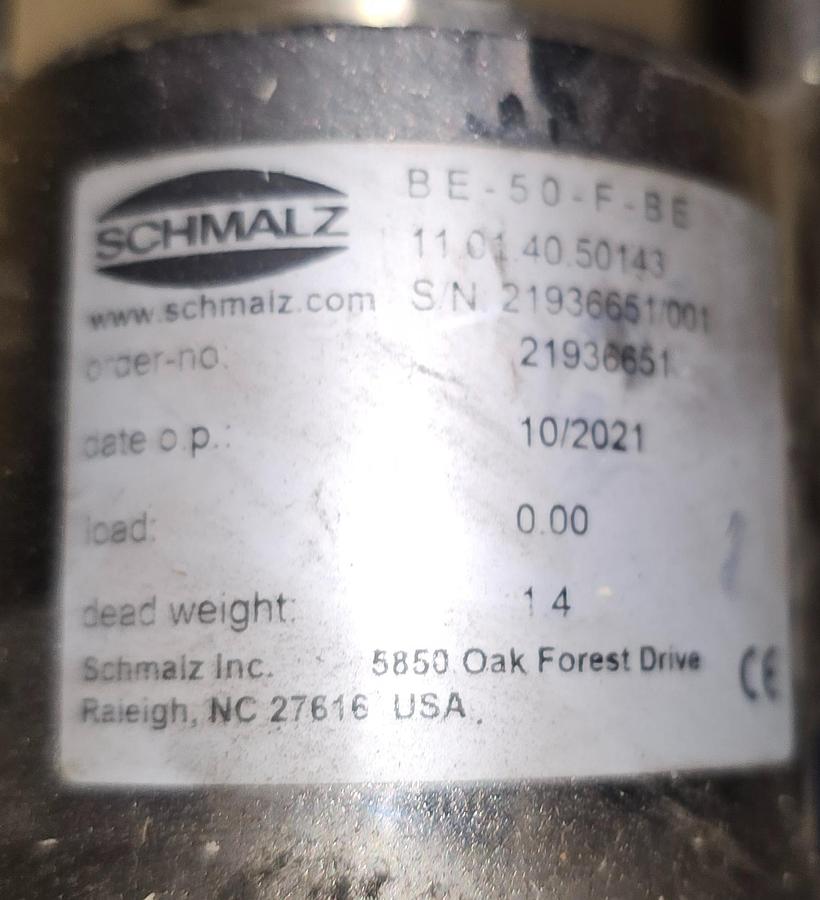 SCHMALZ
BE-50-F-BE
11.01.40.50143
www.schmalz.com
S/N: 21936651/001
order-no: 21936651
date o.p.: 10/2021
load: 0.00
dead weight: 1.4
Schmalz Inc. 5850 Oak Forest Drive
Raleigh, NC 27616 USA
CE